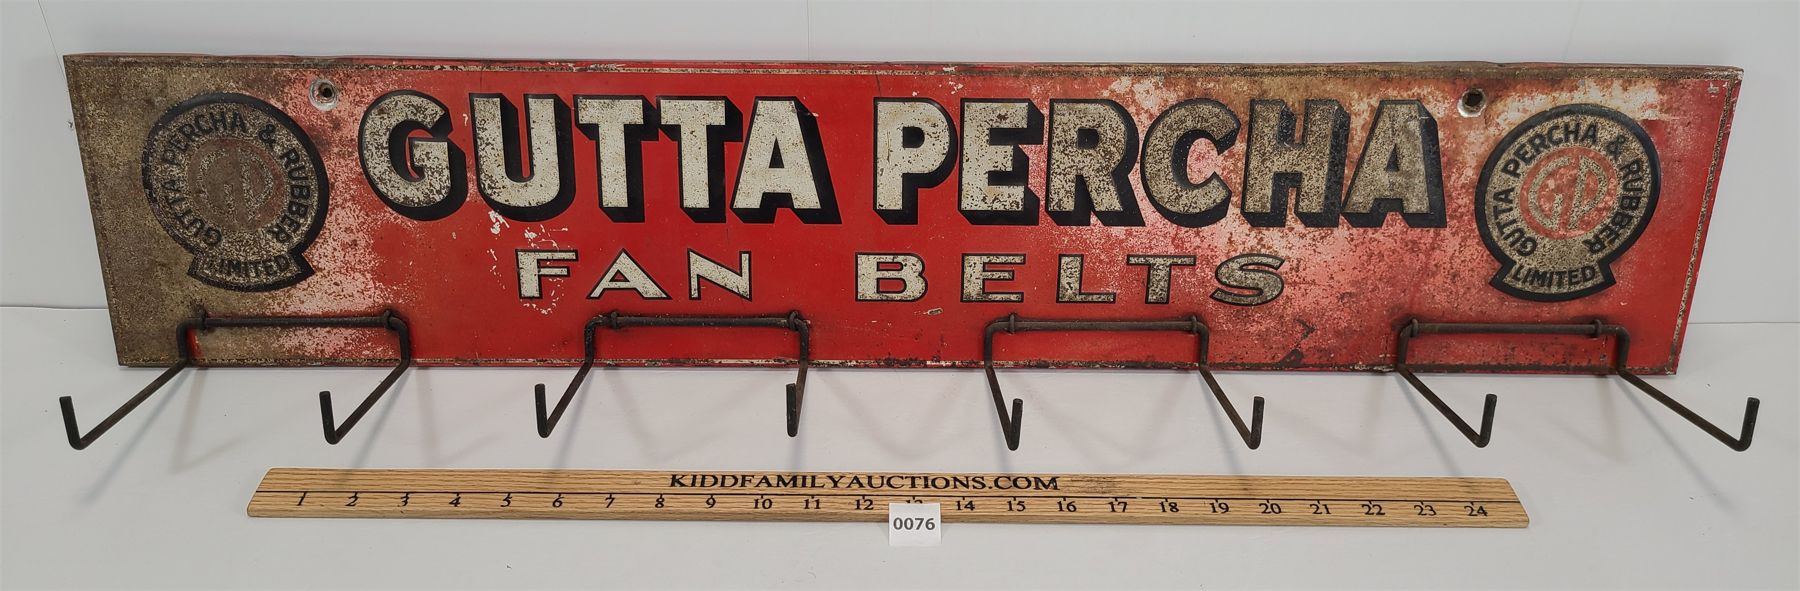 GUTTA PERCHA
FAN BELTS
GUTTA PERCHA & RUBBER
LIMITED
GP
GUTTA PERCHA & RUBBER
LIMITED
GP
KIDDFAMILYAUCTIONS.COM
1 2 3 4 5 6 7 8 9 10 11 12 13 14 15 16 17 18 19 20 21 22 23 24
0076